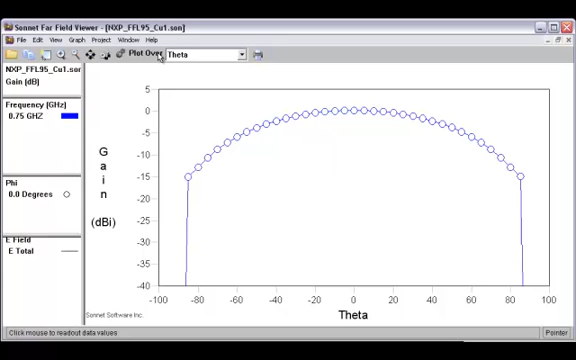 Sonnet Far Field Viewer - [NXP_FFL95_Cu1.son]
File Edit View Graph Project Window Help
Plot Over Theta
NXP_FFL95_Cu1.sor
Gain (dB)
Frequency (GHz)
0.75 GHZ
Phi
0.0 Degrees
E Field
E Total
Gain
(dBi)
5
0
-5
-10
-15
-20
-25
-30
-35
-40
-100 -80 -60 -40 -20 0 20 40 60 80 100
Theta
Sonnet Software Inc.
Click mouse to readout data values
Pointer